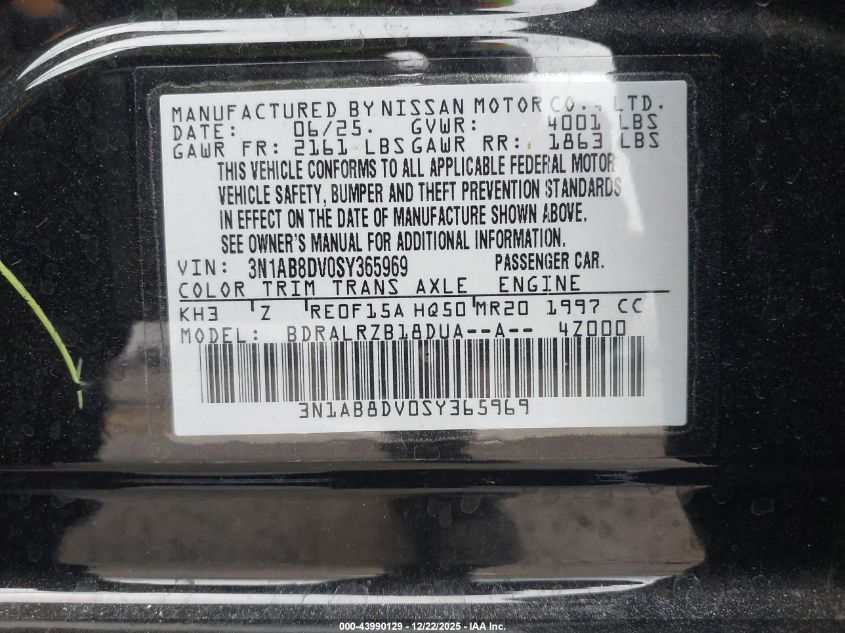 MANUFACTURED BY NISSAN MOTOR CO., LTD.
DATE: 06/25. GVWR: 4001 LBS
GAWR FR: 2161 LBS GAWR RR: 1863 LBS
THIS VEHICLE CONFORMS TO ALL APPLICABLE FEDERAL MOTOR
VEHICLE SAFETY, BUMPER AND THEFT PREVENTION STANDARDS
IN EFFECT ON THE DATE OF MANUFACTURE SHOWN ABOVE.
SEE OWNER'S MANUAL FOR ADDITIONAL INFORMATION.
VIN: 3N1AB8DV0SY365969 PASSENGER CAR.
COLOR TRIM TRANS AXLE ENGINE
KH3 Z RE0F15A HQ50 MR20 1997 CC
MODEL: BDRALRZB18DUA--A-- 4Z000
3N1AB8DV0SY365969
000-43990129 - 12/22/2025 - IAA Inc.